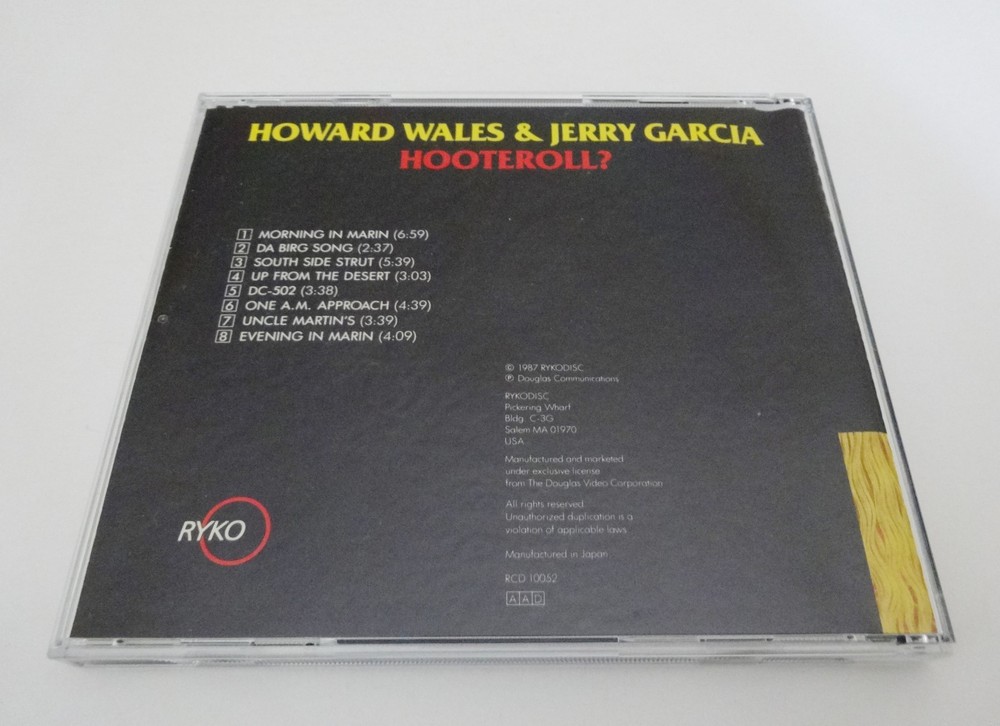 HOWARD WALES & JERRY GARCIA
HOOTEROLL?
1 MORNING IN MARIN (6:59)
2 DA BIRG SONG (2:37)
3 SOUTH SIDE STRUT (5:39)
4 UP FROM THE DESERT (3:03)
5 DC-502 (3:38)
6 ONE A.M. APPROACH (4:39)
7 UNCLE MARTIN'S (3:39)
8 EVENING IN MARIN (4:09)
© 1987 RYKODISC
℗ Douglas Communications
RYKODISC
Pickering Wharf
Bldg. C-3G
Salem MA 01970
USA
Manufactured and marketed
under exclusive license
from The Douglas Video Corporation
All rights reserved.
Unauthorized duplication is a
violation of applicable laws.
Manufactured in Japan.
RCD 10052
AAD
RYKO